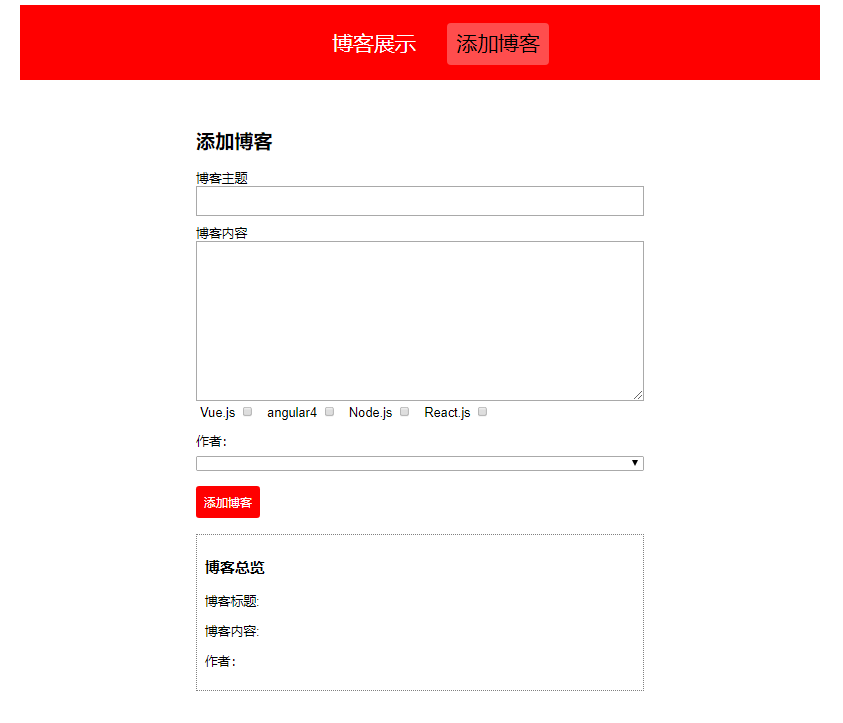 博客展示 添加博客
添加博客
博客主题
博客内容
Vue.js angular4 Node.js React.js
作者:
添加博客
博客总览
博客标题:
博客内容:
作者: